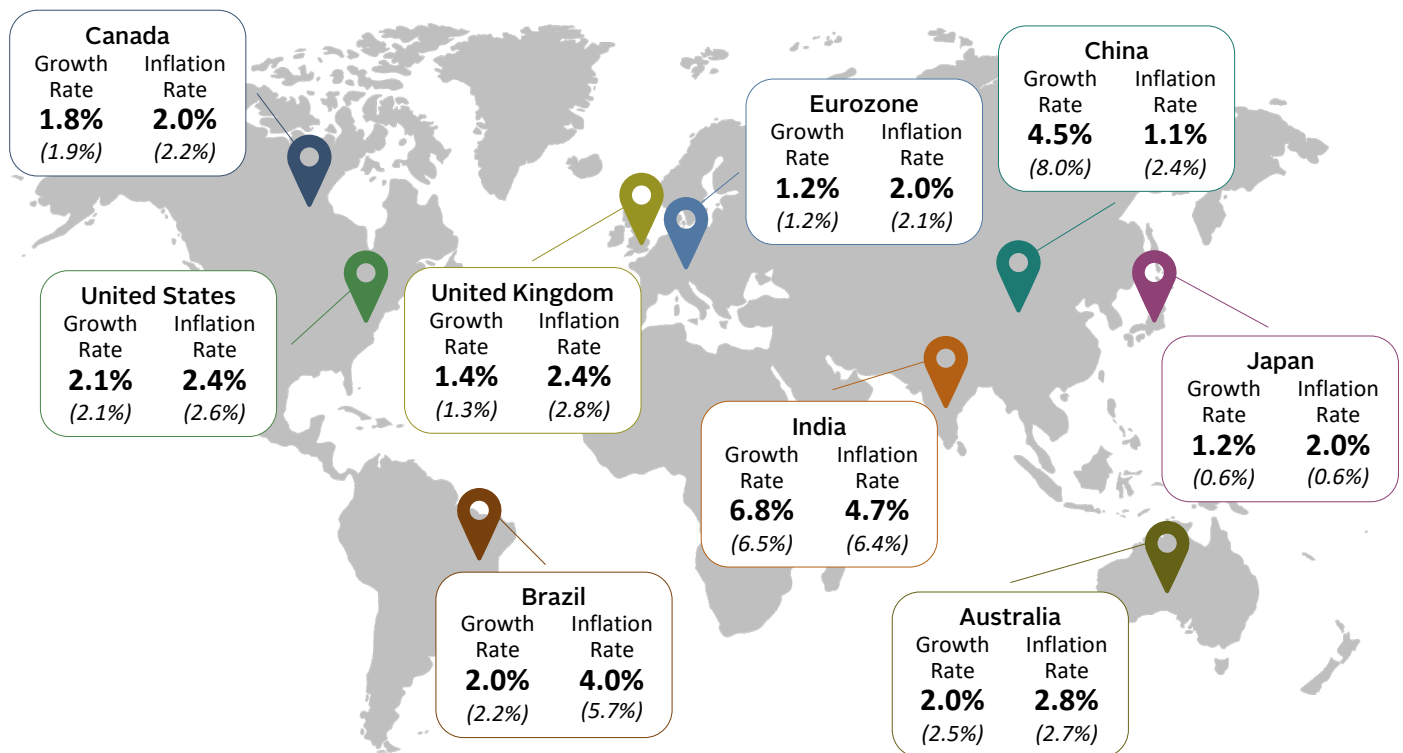 Canada
Growth Rate Inflation Rate
1.8% 2.0%
(1.9%) (2.2%)
China
Growth Rate Inflation Rate
4.5% 1.1%
(8.0%) (2.4%)
Eurozone
Growth Rate Inflation Rate
1.2% 2.0%
(1.2%) (2.1%)
United States
Growth Rate Inflation Rate
2.1% 2.4%
(2.1%) (2.6%)
United Kingdom
Growth Rate Inflation Rate
1.4% 2.4%
(1.3%) (2.8%)
Japan
Growth Rate Inflation Rate
1.2% 2.0%
(0.6%) (0.6%)
India
Growth Rate Inflation Rate
6.8% 4.7%
(6.5%) (6.4%)
Brazil
Growth Rate Inflation Rate
2.0% 4.0%
(2.2%) (5.7%)
Australia
Growth Rate Inflation Rate
2.0% 2.8%
(2.5%) (2.7%)